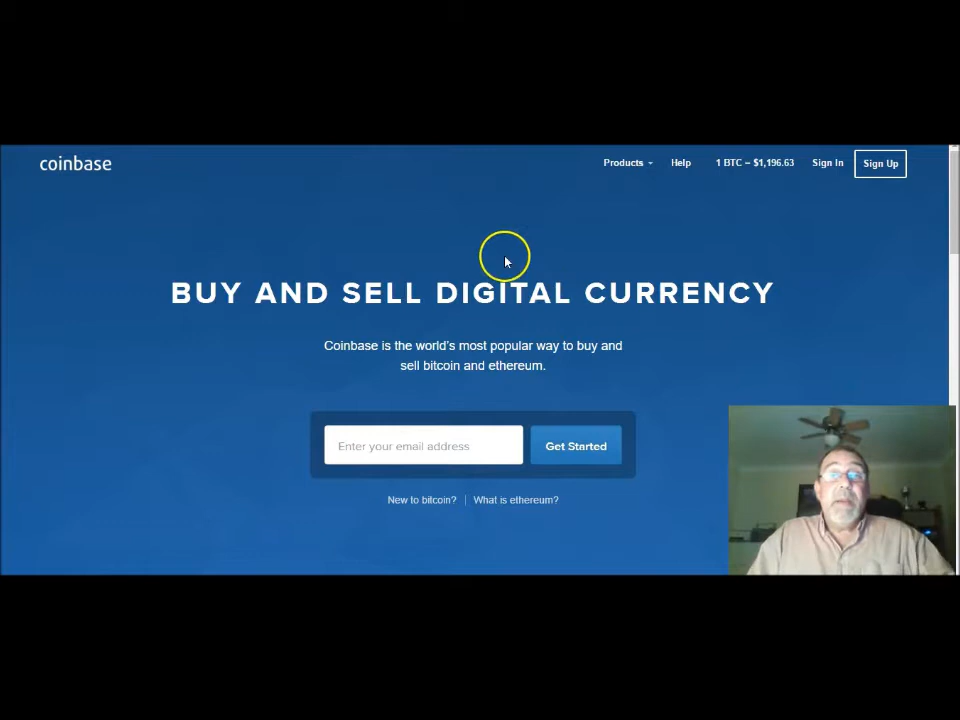 coinbase
Products
Help
1 BTC – $1,196.63
Sign In
Sign Up
BUY AND SELL DIGITAL CURRENCY
Coinbase is the world's most popular way to buy and
sell bitcoin and ethereum.
Enter your email address
Get Started
New to bitcoin?
What is ethereum?